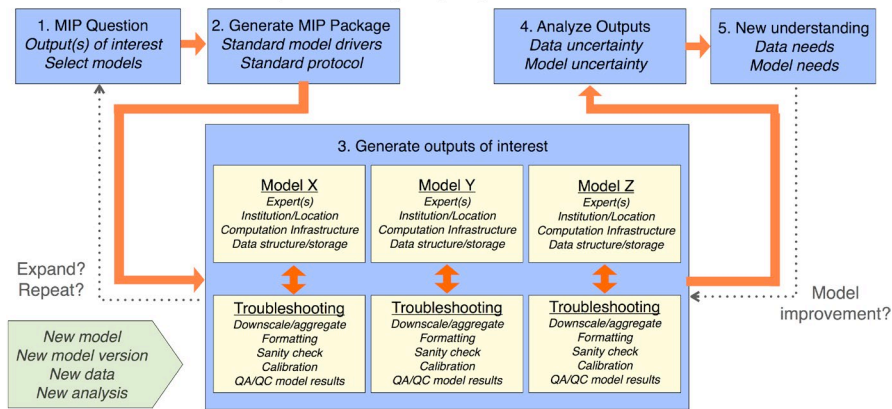 1. MIP Question
Output(s) of interest
Select models
2. Generate MIP Package
Standard model drivers
Standard protocol
4. Analyze Outputs
Data uncertainty
Model uncertainty
5. New understanding
Data needs
Model needs
3. Generate outputs of interest
Model X
Expert(s)
Institution/Location
Computation Infrastructure
Data structure/storage
Model Y
Expert(s)
Institution/Location
Computation Infrastructure
Data structure/storage
Model Z
Expert(s)
Institution/Location
Computation Infrastructure
Data structure/storage
Troubleshooting
Downscale/aggregate
Formatting
Sanity check
Calibration
QA/QC model results
Troubleshooting
Downscale/aggregate
Formatting
Sanity check
Calibration
QA/QC model results
Troubleshooting
Downscale/aggregate
Formatting
Sanity check
Calibration
QA/QC model results
Expand?
Repeat?
Model
improvement?
New model
New model version
New data
New analysis